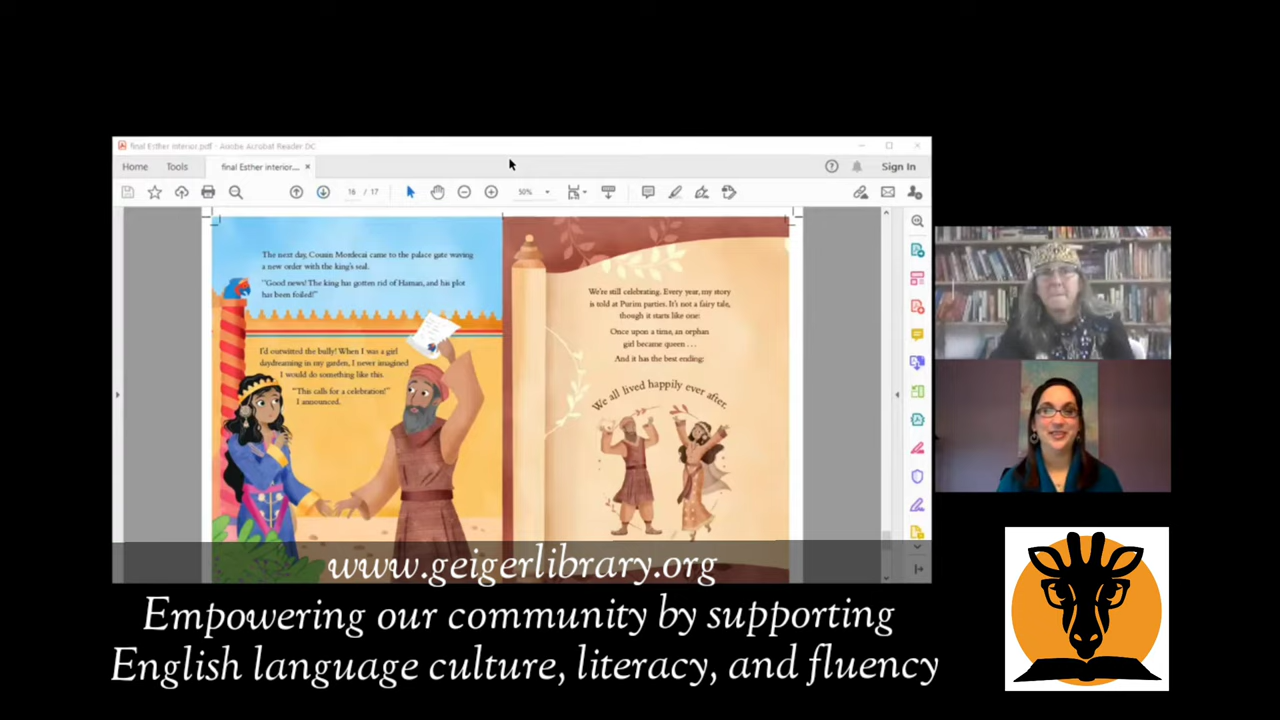 final Esther interior.pdf - Adobe Acrobat Reader DC
Home Tools final Esther interior... × Sign In
16 / 17 50%
The next day, Cousin Mordecai came to the palace gate waving
a new order with the king's seal.
"Good news! The king has gotten rid of Haman, and his plot
has been foiled!"
I'd outwitted the bully! When I was a girl
daydreaming in my garden, I never imagined
I would do something like this.
"This calls for a celebration!"
I announced.
We're still celebrating. Every year, my story
is told at Purim parties. It's not a fairy tale,
though it starts like one:
Once upon a time, an orphan
girl became queen . . .
And it has the best ending:
We all lived happily ever after.
www.geigerlibrary.org
Empowering our community by supporting
English language culture, literacy, and fluency